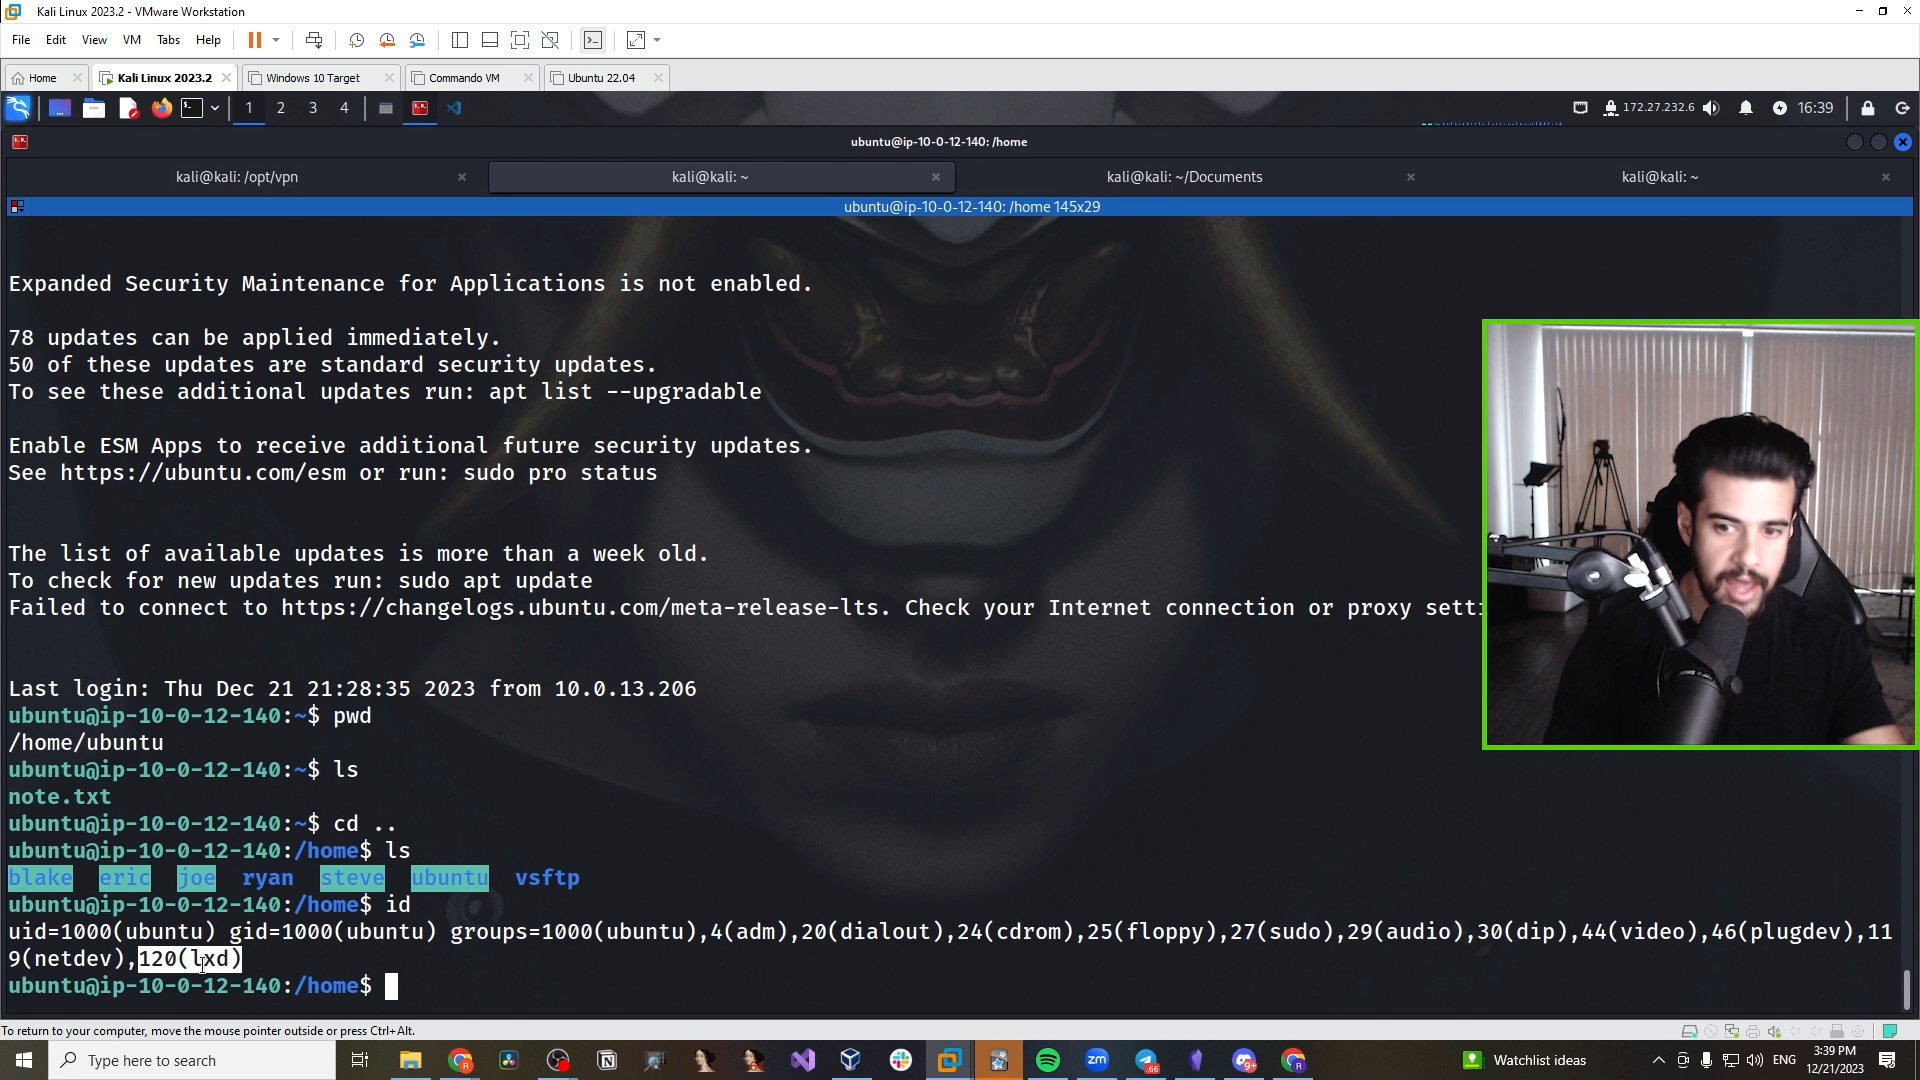 Kali Linux 2023.2 - VMware Workstation
File Edit View VM Tabs Help
Home Kali Linux 2023.2 Windows 10 Target Commando VM Ubuntu 22.04
1 2 3 4 172.27.232.6 16:39
ubuntu@ip-10-0-12-140: /home
kali@kali: /opt/vpn kali@kali: ~ kali@kali: ~/Documents kali@kali: ~
ubuntu@ip-10-0-12-140: /home 145x29
Expanded Security Maintenance for Applications is not enabled.
78 updates can be applied immediately.
50 of these updates are standard security updates.
To see these additional updates run: apt list --upgradable
Enable ESM Apps to receive additional future security updates.
See https://ubuntu.com/esm or run: sudo pro status
The list of available updates is more than a week old.
To check for new updates run: sudo apt update
Failed to connect to https://changelogs.ubuntu.com/meta-release-lts. Check your Internet connection or proxy setti
Last login: Thu Dec 21 21:28:35 2023 from 10.0.13.206
ubuntu@ip-10-0-12-140:~$ pwd
/home/ubuntu
ubuntu@ip-10-0-12-140:~$ ls
note.txt
ubuntu@ip-10-0-12-140:~$ cd ..
ubuntu@ip-10-0-12-140:/home$ ls
blake eric joe ryan steve ubuntu vsftp
ubuntu@ip-10-0-12-140:/home$ id
uid=1000(ubuntu) gid=1000(ubuntu) groups=1000(ubuntu),4(adm),20(dialout),24(cdrom),25(floppy),27(sudo),29(audio),30(dip),44(video),46(plugdev),11
9(netdev),120(lxd)
ubuntu@ip-10-0-12-140:/home$
To return to your computer, move the mouse pointer outside or press Ctrl+Alt.
Type here to search
Watchlist ideas ENG 3:39 PM
12/21/2023